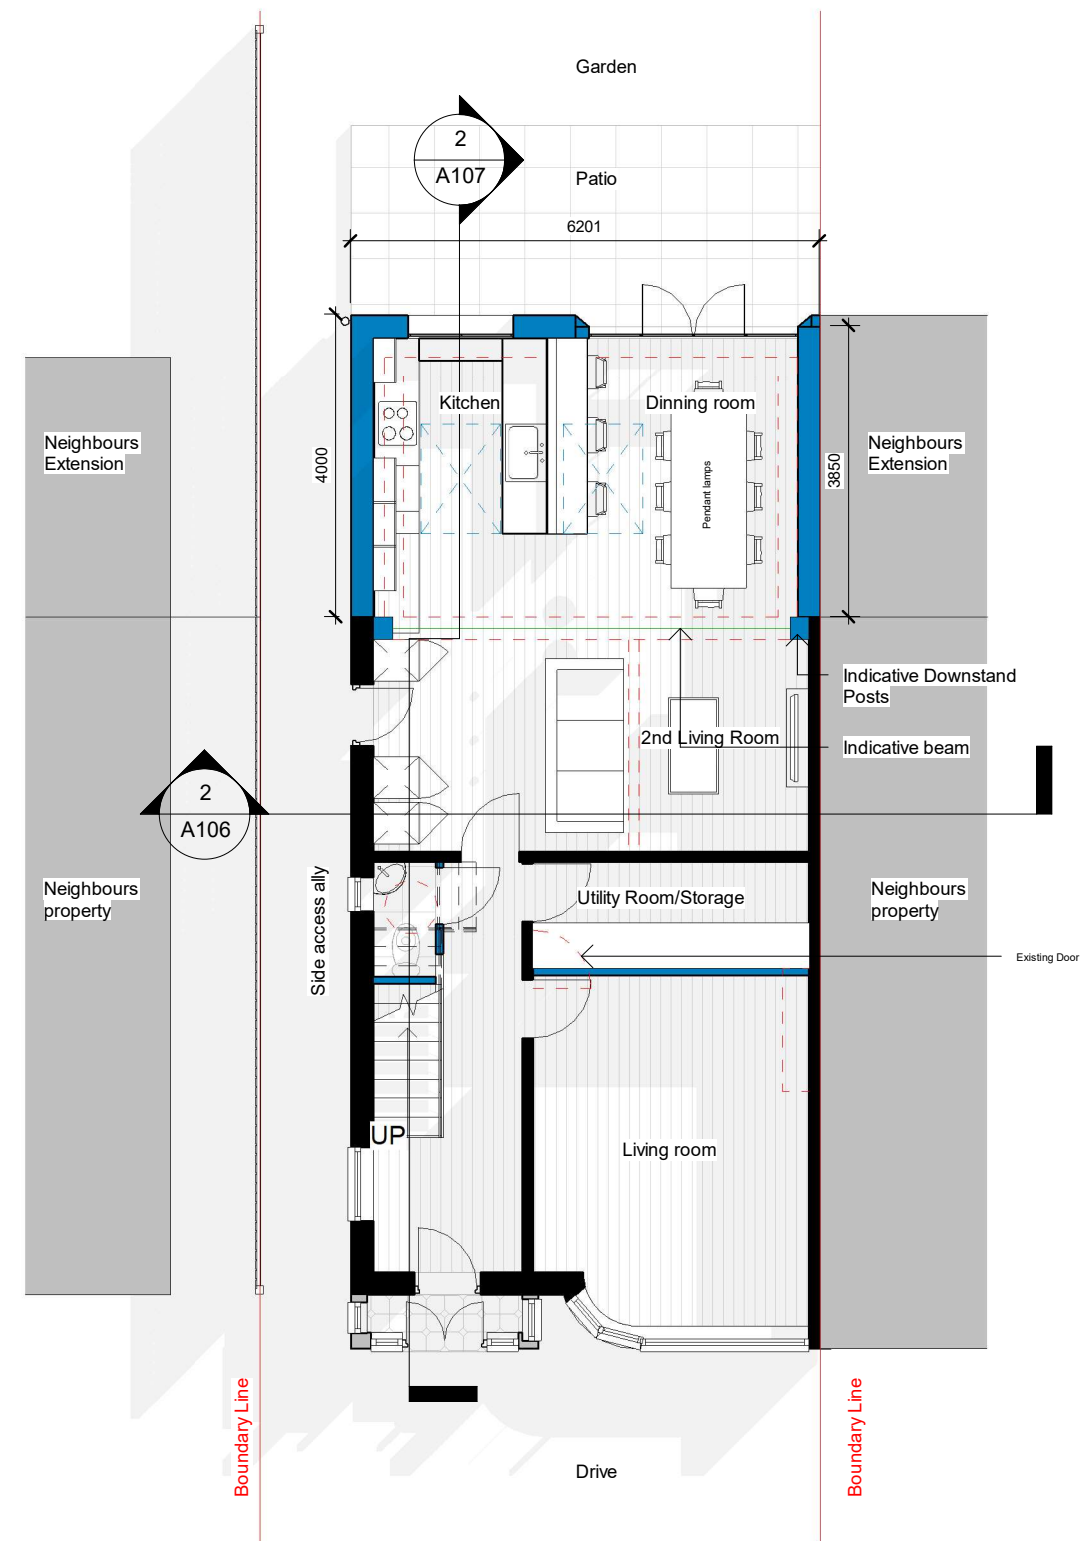 Garden
2
A107
Patio
6201
Kitchen
Dinning room
Neighbours
Extension
4000
Pendant lamps
3850
Neighbours
Extension
Indicative Downstand
Posts
2nd Living Room
Indicative beam
2
A106
Neighbours
property
Side access ally
Utility Room/Storage
Neighbours
property
Existing Door
UP
Living room
Boundary Line
Boundary Line
Drive